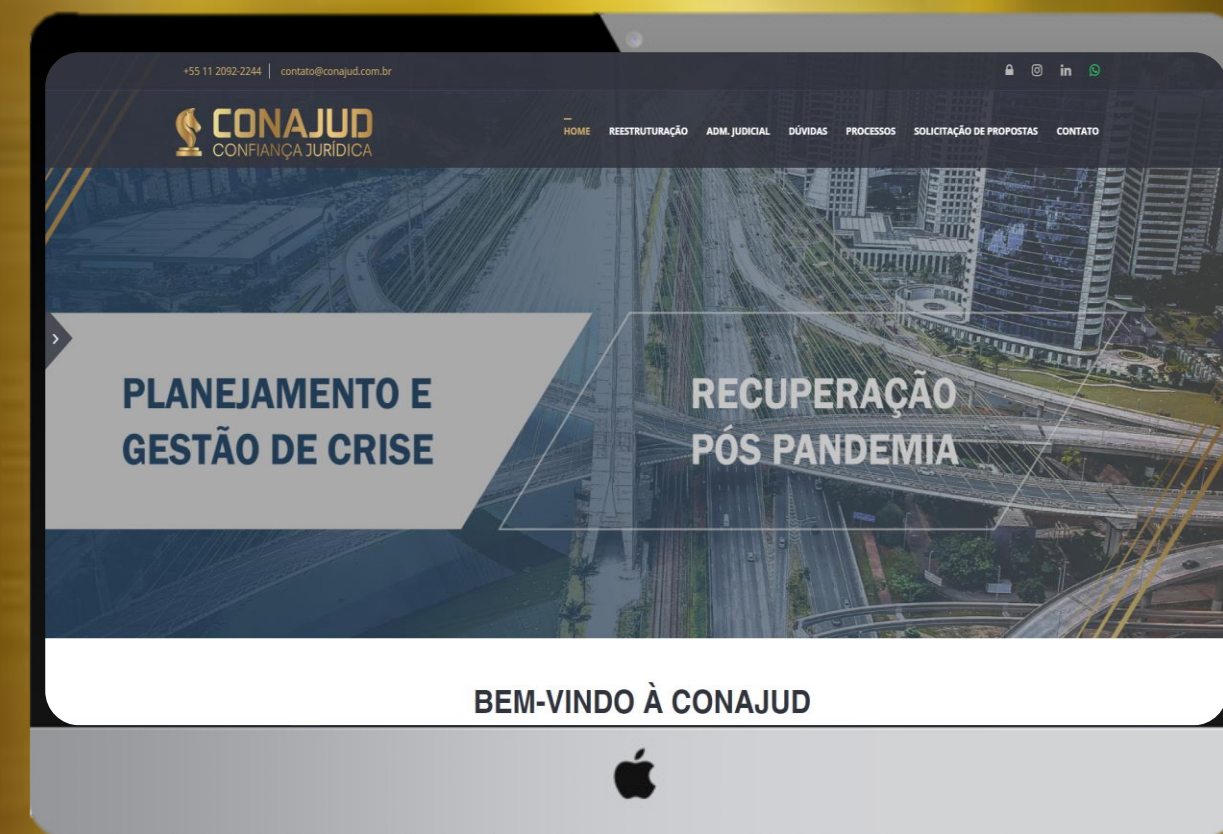 +55 11 2092-2244 | contato@conajud.com.br
CONAJUD
CONFIANÇA JURÍDICA
HOME REESTRUTURAÇÃO ADM. JUDICIAL DÚVIDAS PROCESSOS SOLICITAÇÃO DE PROPOSTAS CONTATO
PLANEJAMENTO E
GESTÃO DE CRISE
RECUPERAÇÃO
PÓS PANDEMIA
BEM-VINDO À CONAJUD